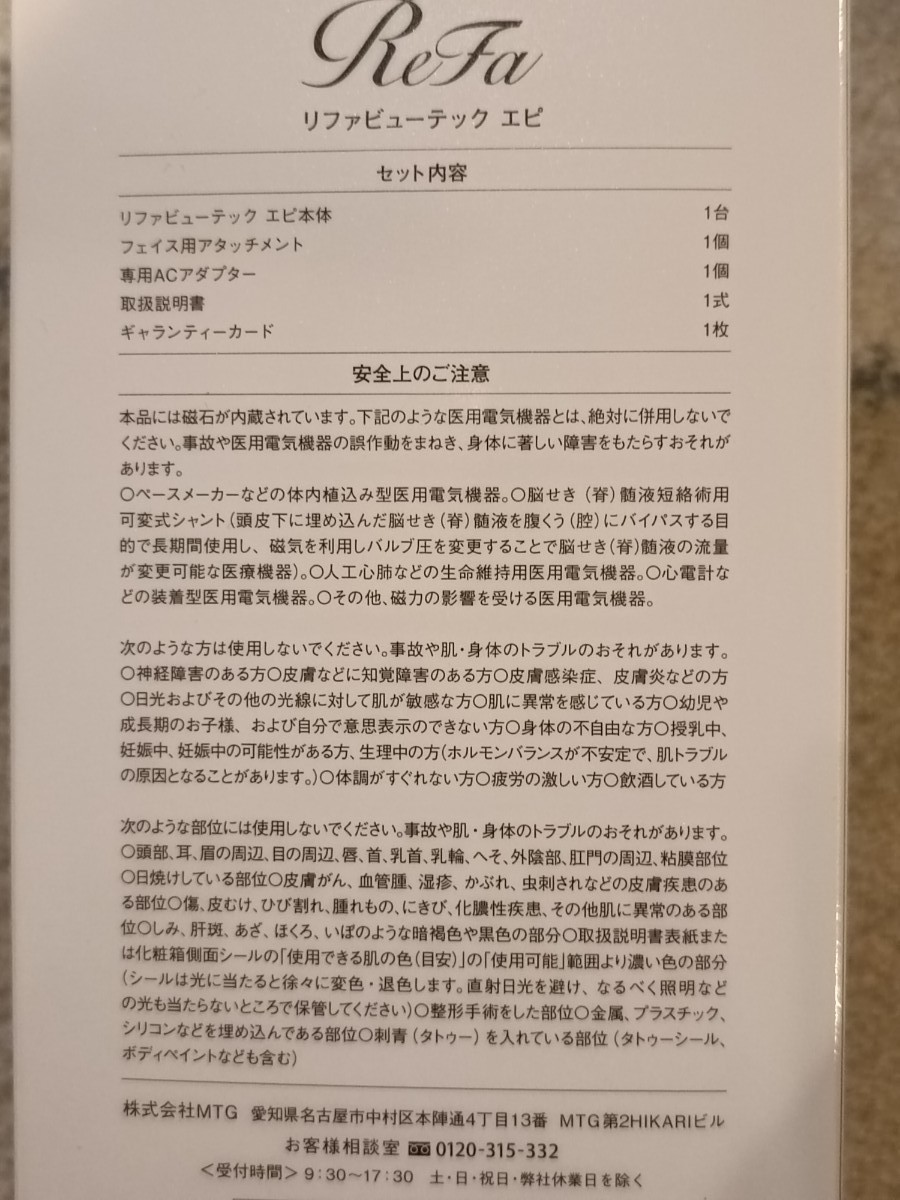 ReFa
リファビューテック エピ
セット内容
リファビューテック エピ本体 1台
フェイス用アタッチメント 1個
専用ACアダプター 1個
取扱説明書 1式
ギャランティーカード 1枚
安全上のご注意
本品には磁石が内蔵されています。下記のような医用電気機器とは、絶対に併用しないで
ください。事故や医用電気機器の誤作動をまねき、身体に著しい障害をもたらすおそれが
あります。
○ペースメーカーなどの体内植込み型医用電気機器。○脳せき（脊）髄液短絡術用
可変式シャント（頭皮下に埋め込んだ脳せき（脊）髄液を腹くう（腔）にバイパスする目
的で長期間使用し、磁気を利用しバルブ圧を変更することで脳せき（脊）髄液の流量
が変更可能な医療機器）。○人工心肺などの生命維持用医用電気機器。○心電計な
どの装着型医用電気機器。○その他、磁力の影響を受ける医用電気機器。
次のような方は使用しないでください。事故や肌・身体のトラブルのおそれがあります。
○神経障害のある方○皮膚などに知覚障害のある方○皮膚感染症、皮膚炎などの方
○日光およびその他の光線に対して肌が敏感な方○肌に異常を感じている方○幼児や
成長期のお子様、および自分で意思表示のできない方○身体の不自由な方○授乳中、
妊娠中、妊娠中の可能性がある方、生理中の方（ホルモンバランスが不安定で、肌トラブル
の原因となることがあります。）○体調がすぐれない方○疲労の激しい方○飲酒している方
次のような部位には使用しないでください。事故や肌・身体のトラブルのおそれがあります。
○頭部、耳、眉の周辺、目の周辺、唇、首、乳首、乳輪、へそ、外陰部、肛門の周辺、粘膜部位
○日焼けしている部位○皮膚がん、血管腫、湿疹、かぶれ、虫刺されなどの皮膚疾患のあ
る部位○傷、皮むけ、ひび割れ、腫れもの、にきび、化膿性疾患、その他肌に異常のある部
位○しみ、肝斑、あざ、ほくろ、いぼのような暗褐色や黒色の部分○取扱説明書表紙また
は化粧箱側面シールの「使用できる肌の色（目安）」の「使用可能」範囲より濃い色の部分
（シールは光に当たると徐々に変色・退色します。直射日光を避け、なるべく照明など
の光も当たらないところで保管してください）○整形手術をした部位○金属、プラスチック、
シリコンなどを埋め込んである部位○刺青（タトゥー）を入れている部位（タトゥーシール、
ボディペイントなども含む）
株式会社MTG 愛知県名古屋市中村区本陣通4丁目13番 MTG第2HIKARIビル
お客様相談室 0120-315-332
＜受付時間＞9:30〜17:30 土・日・祝日・弊社休業日を除く